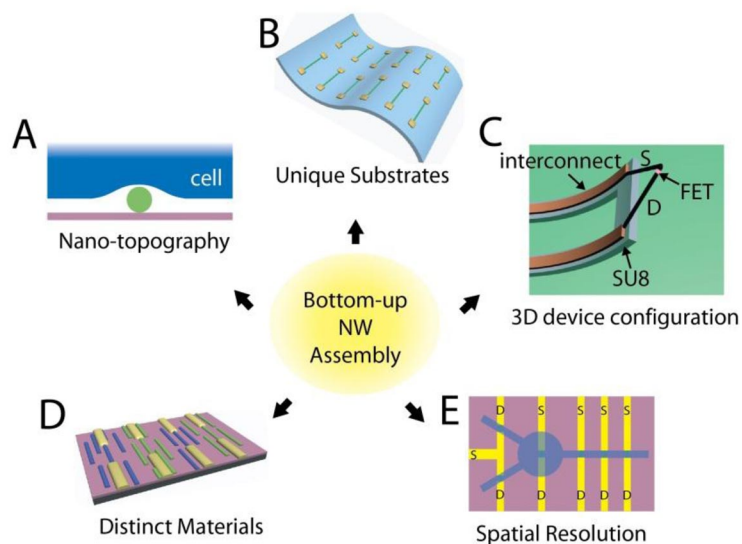 A
cell
Nano-topography
B
Unique Substrates
C
interconnect
S
FET
D
SU8
3D device configuration
Bottom-up
NW
Assembly
D
Distinct Materials
E
D S S S S
S
D D D D D
Spatial Resolution